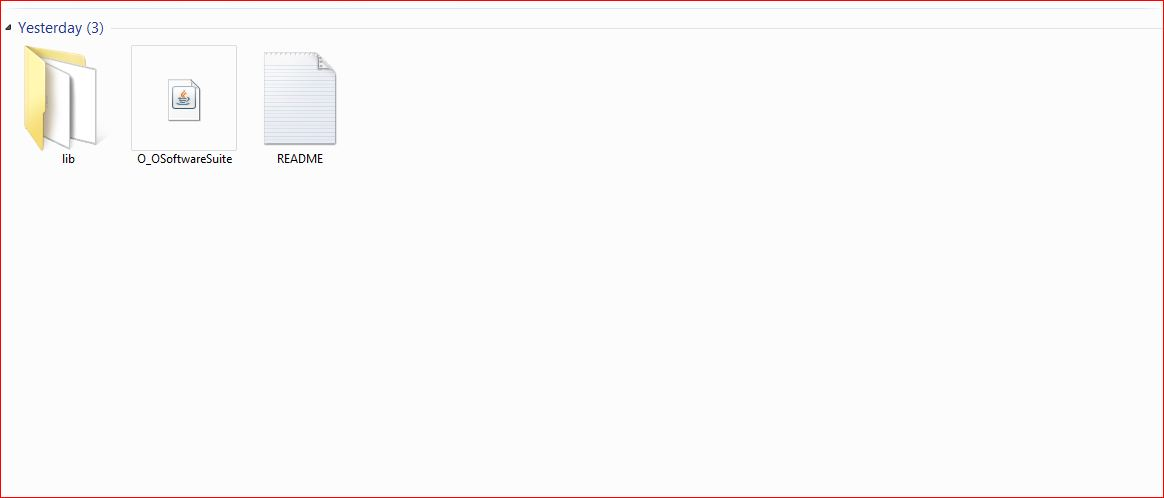 Yesterday (3)
lib
O_OSoftwareSuite
README